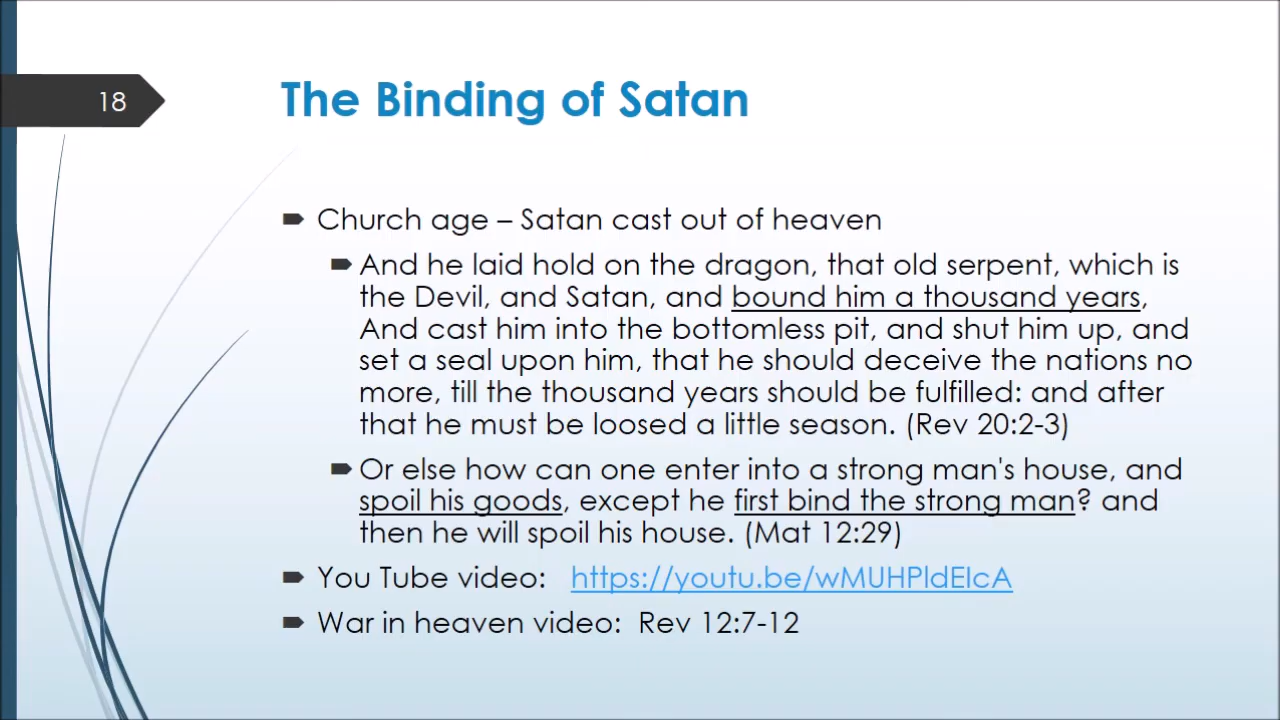 18
The Binding of Satan
Church age – Satan cast out of heaven
And he laid hold on the dragon, that old serpent, which is
the Devil, and Satan, and bound him a thousand years,
And cast him into the bottomless pit, and shut him up, and
set a seal upon him, that he should deceive the nations no
more, till the thousand years should be fulfilled: and after
that he must be loosed a little season. (Rev 20:2-3)
Or else how can one enter into a strong man's house, and
spoil his goods, except he first bind the strong man? and
then he will spoil his house. (Mat 12:29)
You Tube video: https://youtu.be/wMUHPldEIcA
War in heaven video: Rev 12:7-12